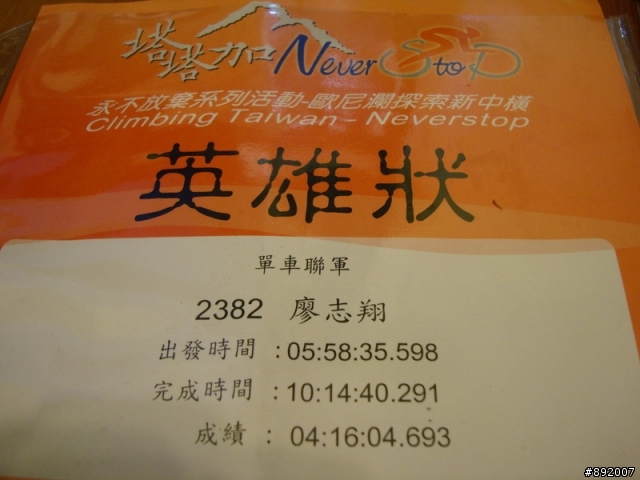 塔塔加 Never Stop
永不放棄系列活動-歐尼瀾探索新中橫
Climbing Taiwan - Neverstop
英雄狀
單車聯軍
2382 廖志翔
出發時間 :05:58:35.598
完成時間 :10:14:40.291
成績 : 04:16:04.693
#892007